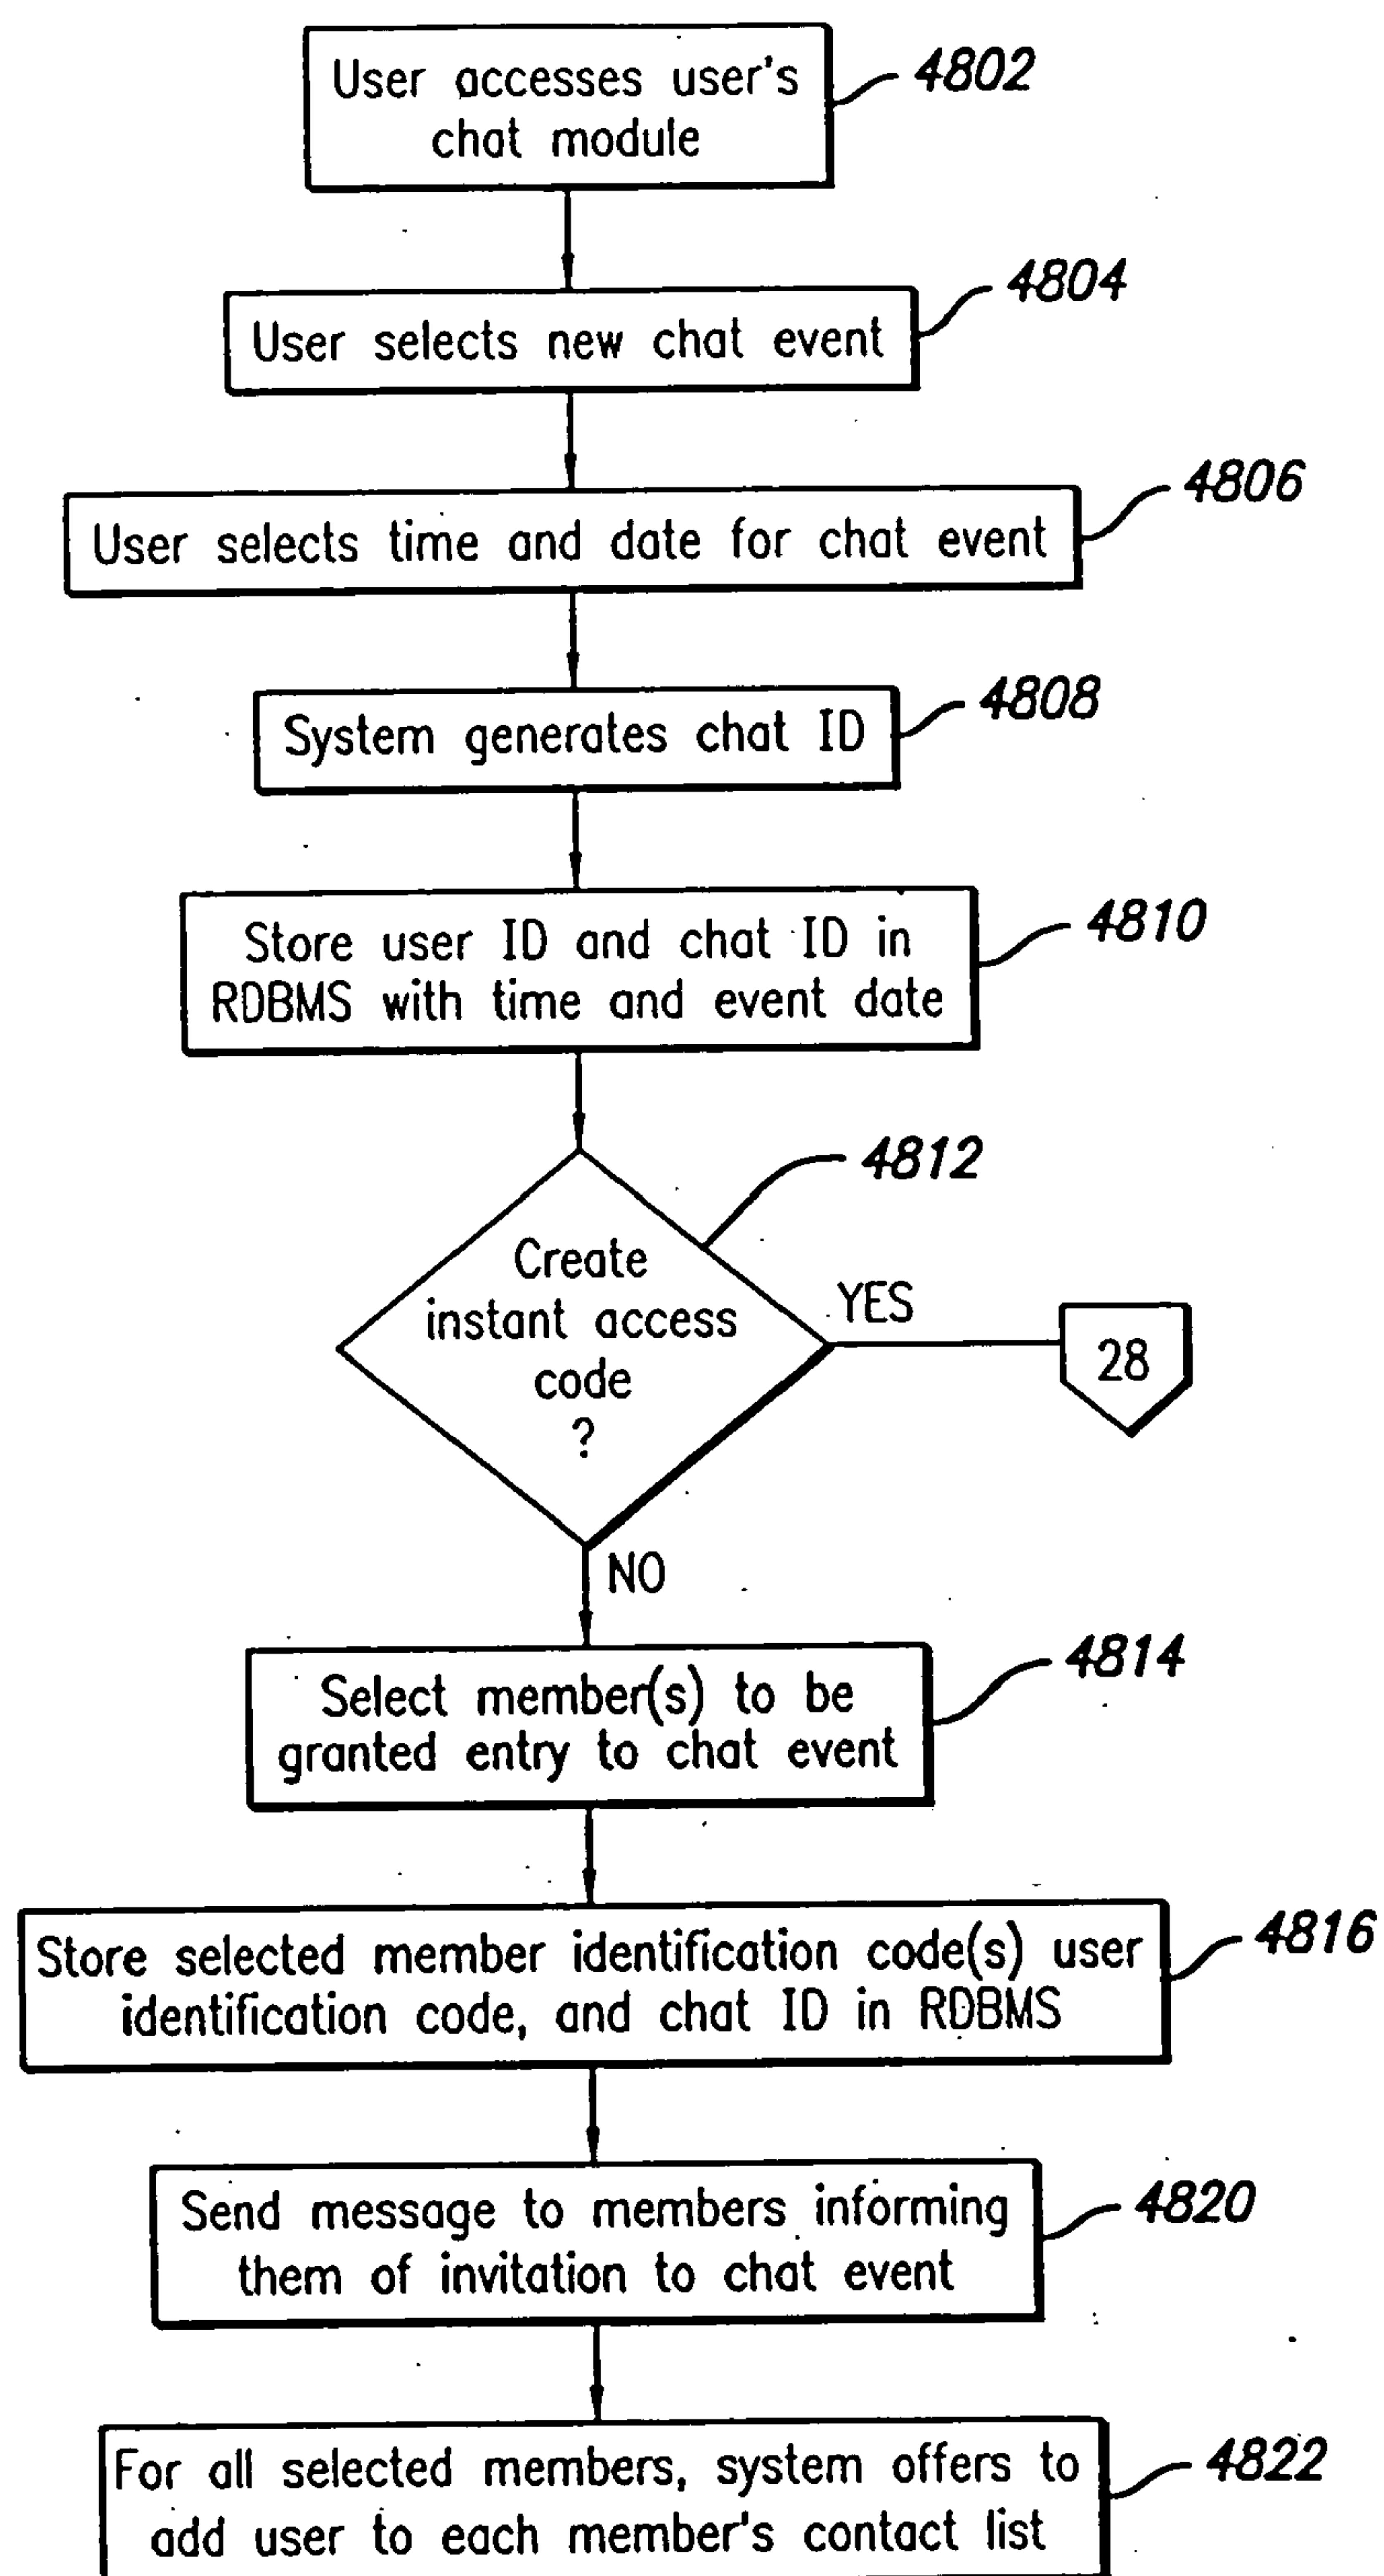 User accesses user's
chat module
4802
User selects new chat event
4804
User selects time and date for chat event
4806
System generates chat ID
4808
Store user ID and chat ID in
RDBMS with time and event date
4810
Create
instant access
code
?
4812
YES
28
NO
Select member(s) to be
granted entry to chat event
4814
Store selected member identification code(s) user
identification code, and chat ID in RDBMS
4816
Send message to members informing
them of invitation to chat event
4820
For all selected members, system offers to
add user to each member's contact list
4822